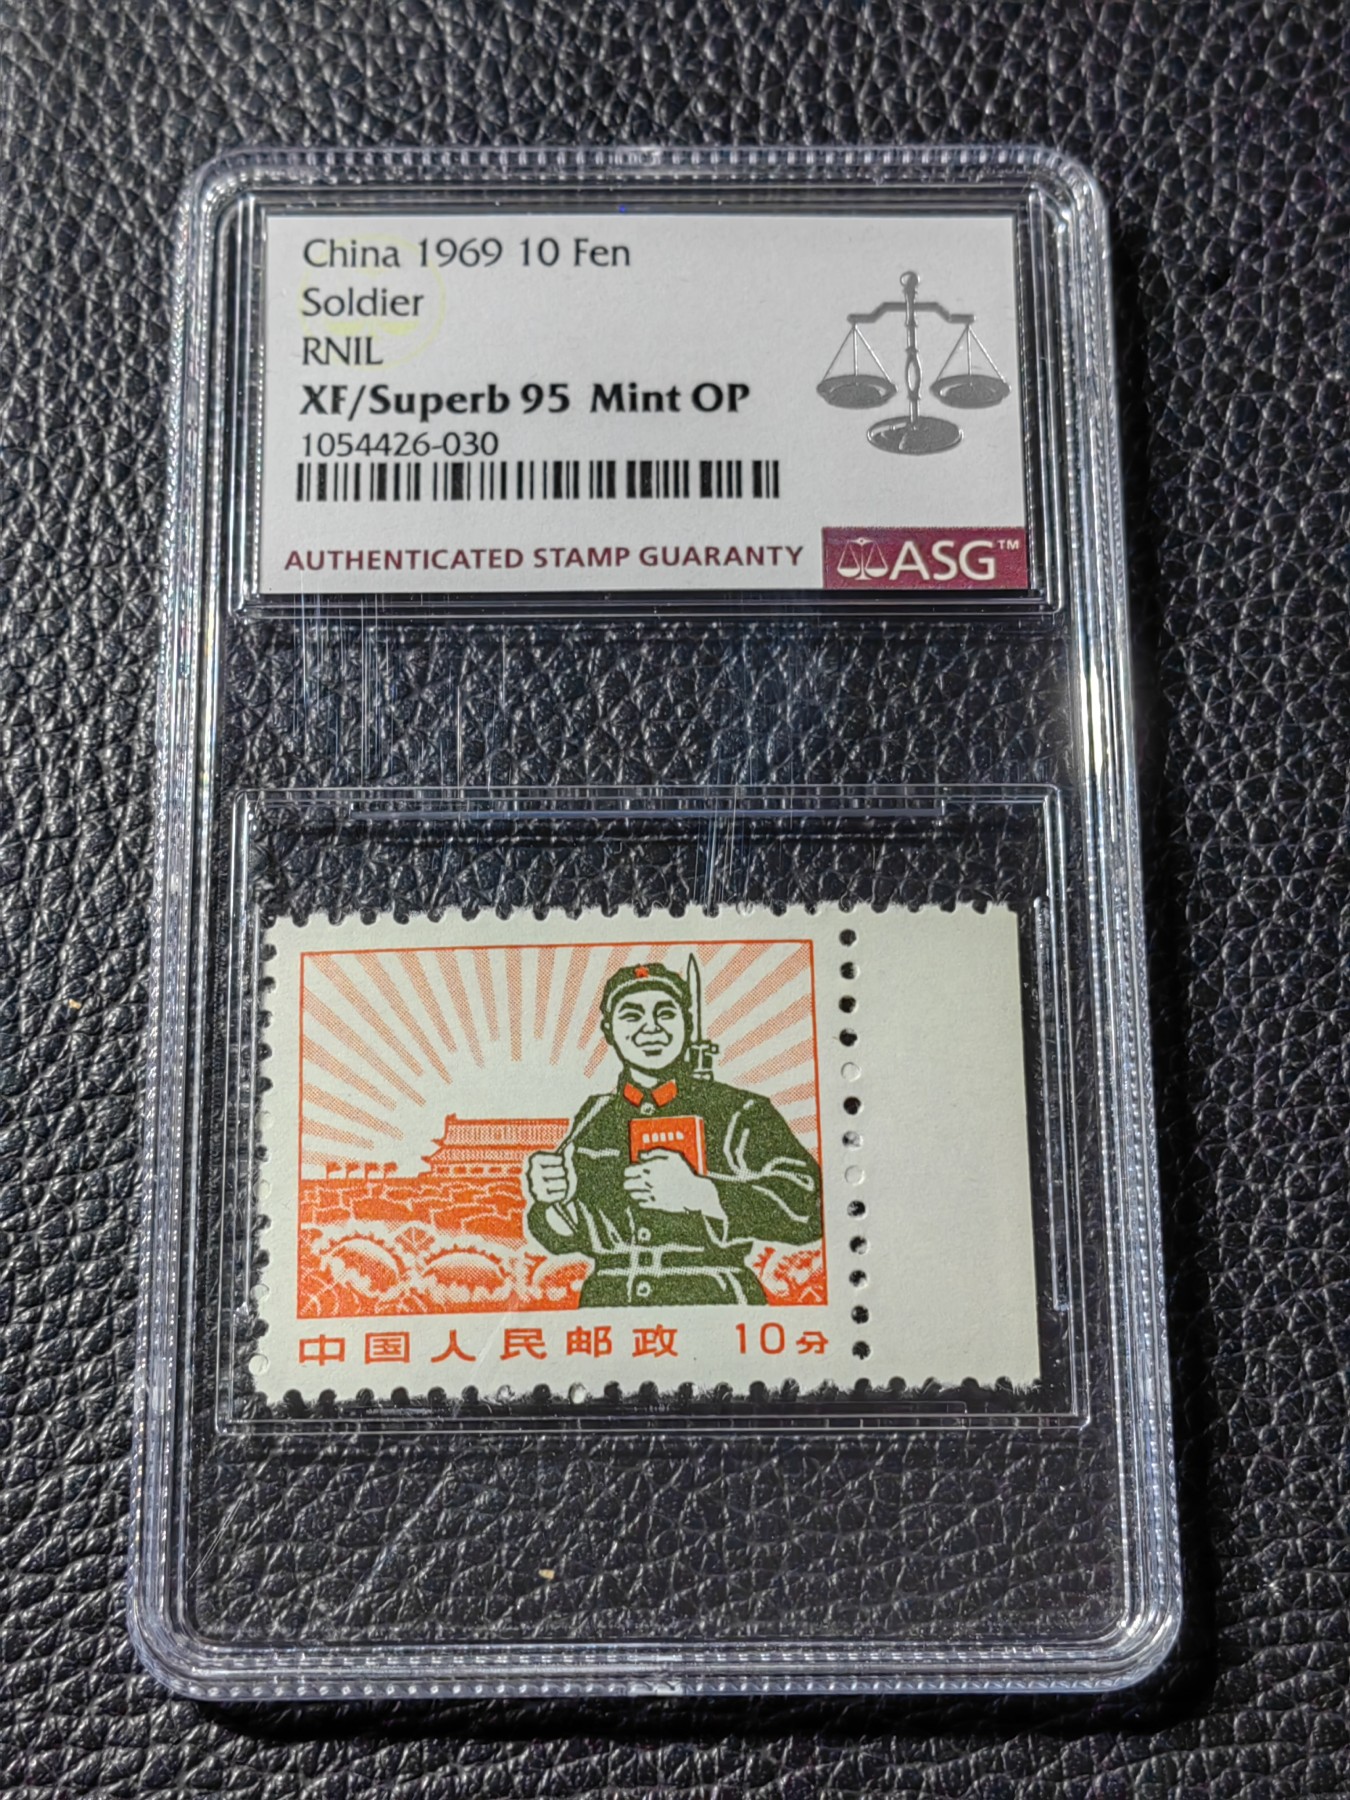 China 1969 10 Fen
Soldier
RNIL
XF/Superb 95 Mint OP
1054426-030
AUTHENTICATED STAMP GUARANTY
ASG™
中国人民邮政 10分